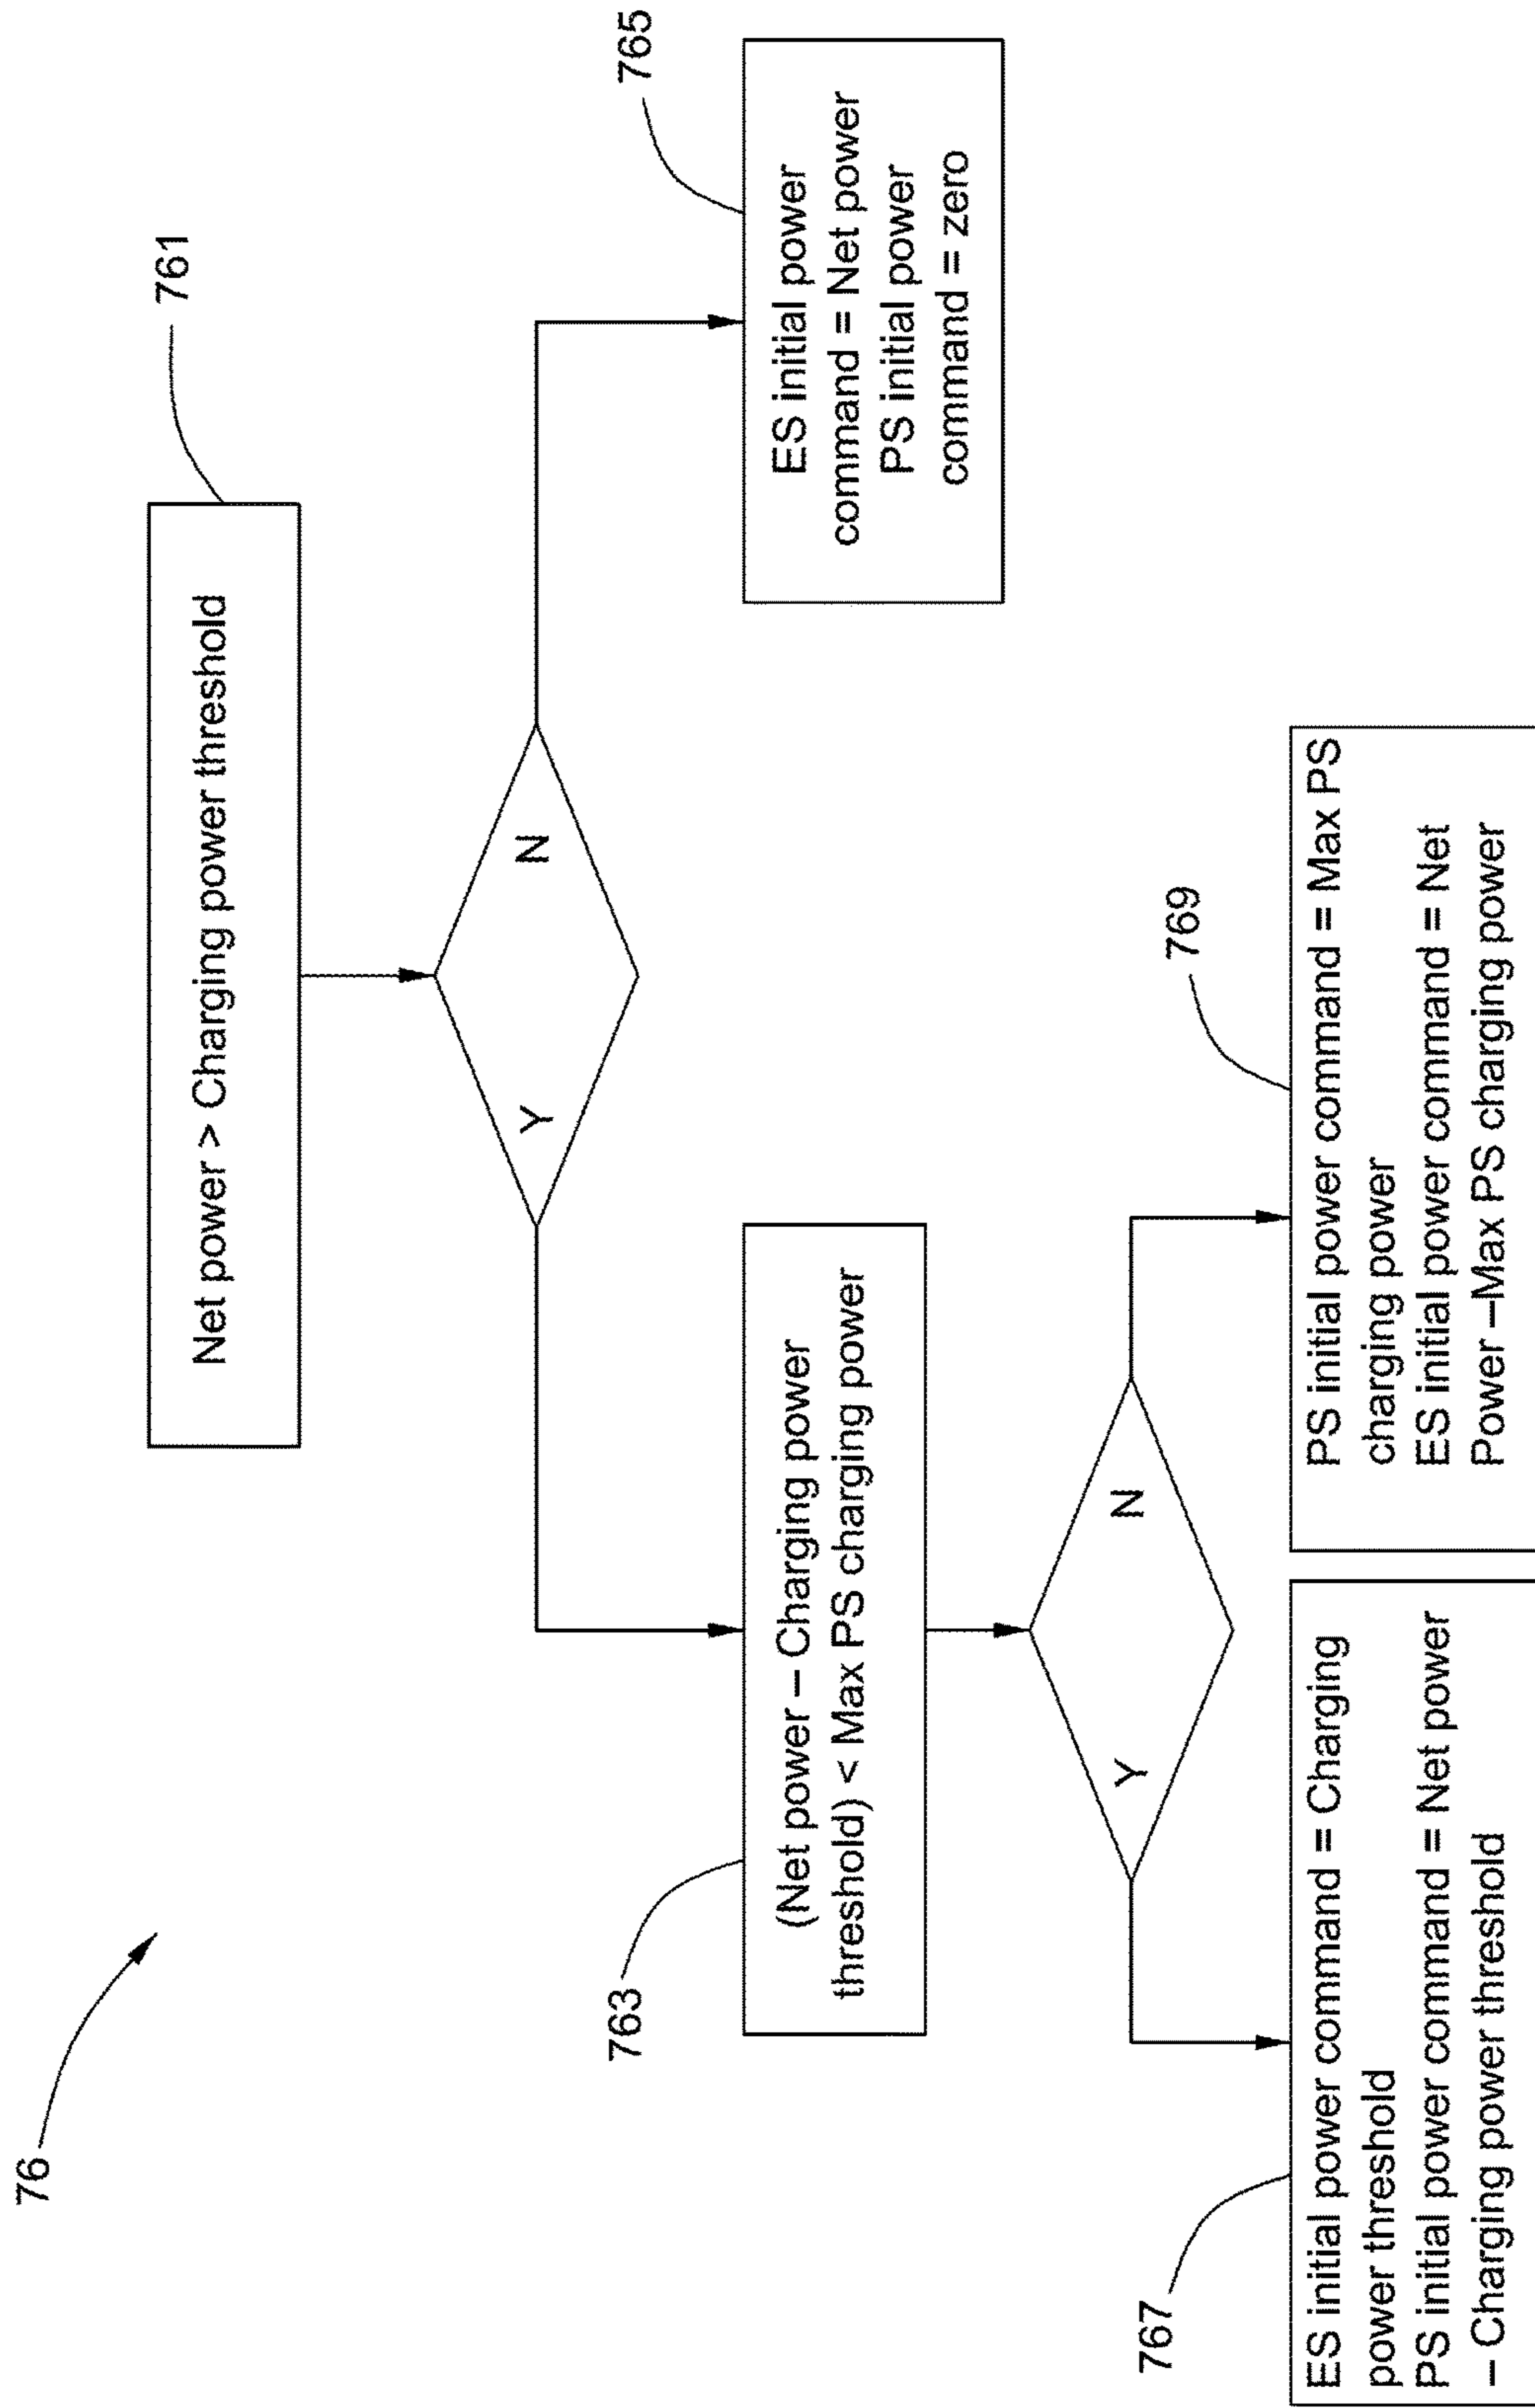 76
761
Net power > Charging power threshold
Y
N
763
(Net power – Charging power
threshold) < Max PS charging power
765
ES initial power
command = Net power
PS initial power
command = zero
Y
N
767
ES initial power command = Charging
power threshold
PS initial power command = Net power
– Charging power threshold
769
PS initial power command = Max PS
charging power
ES initial power command = Net
Power –Max PS charging power